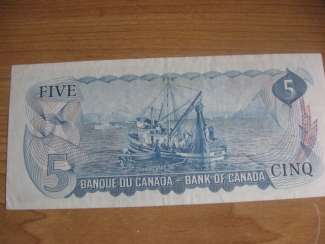 FIVE 5
5 CINQ
BANQUE DU CANADA - BANK OF CANADA